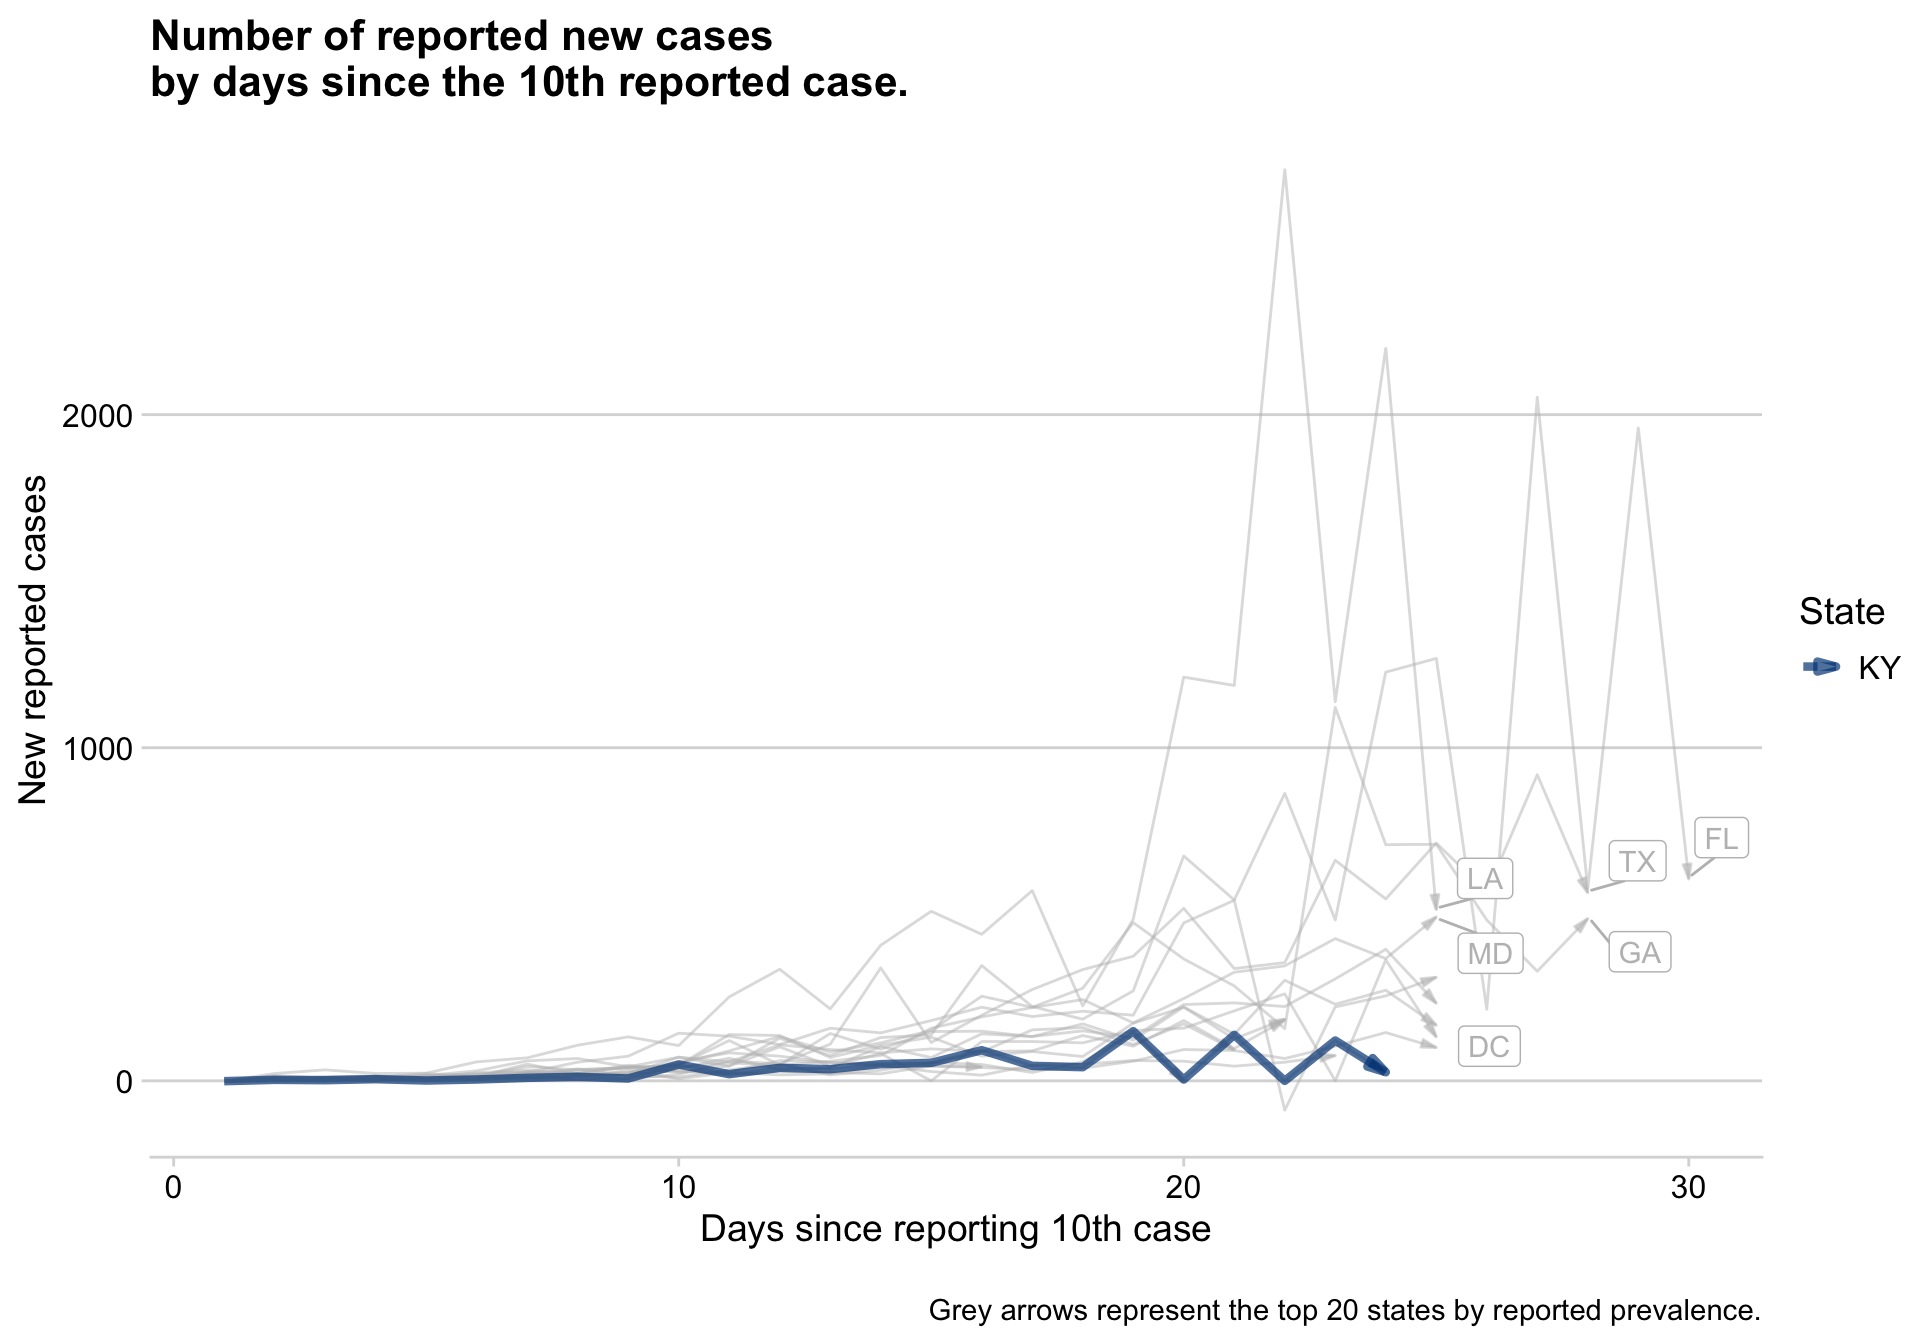 Number of reported new cases
by days since the 10th reported case.
New reported cases
2000
1000
0
LA
MD
DC
TX
GA
FL
State
KY
0
10
20
30
Days since reporting 10th case
Grey arrows represent the top 20 states by reported prevalence.